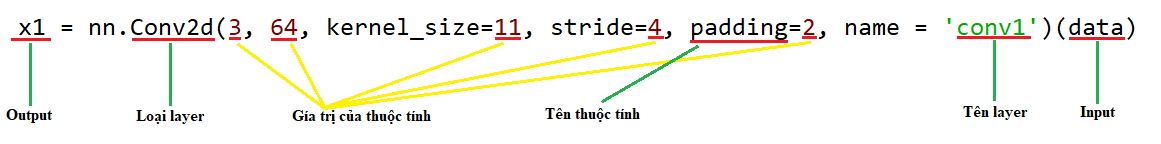 x1 = nn.Conv2d(3, 64, kernel_size=11, stride=4, padding=2, name = 'conv1')(data)
Output Loại layer Gía trị của thuộc tính Tên thuộc tính Tên layer Input